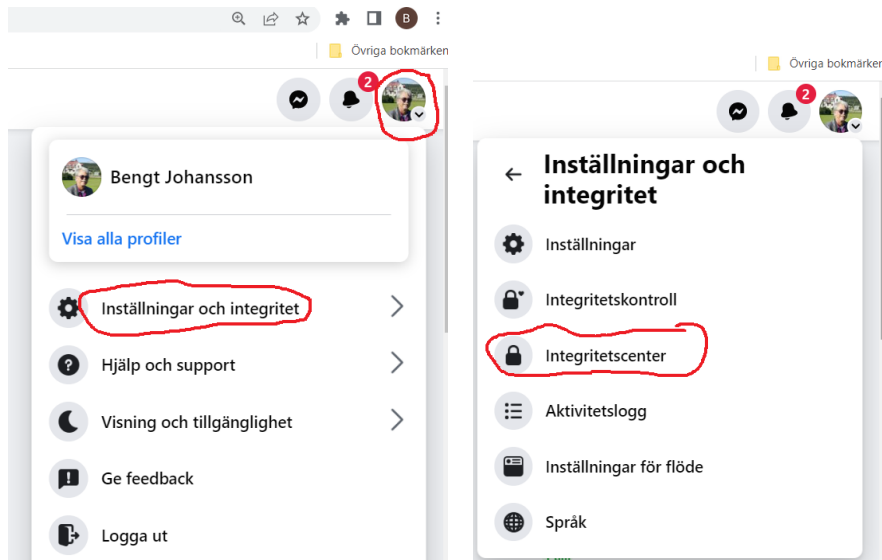 B
Övriga bokmärken
2
Bengt Johansson
Visa alla profiler
Inställningar och integritet
Hjälp och support
Visning och tillgänglighet
Ge feedback
Logga ut
Övriga bokmärken
2
Inställningar och
integritet
Inställningar
Integritetskontroll
Integritetscenter
Aktivitetslogg
Inställningar för flöde
Språk